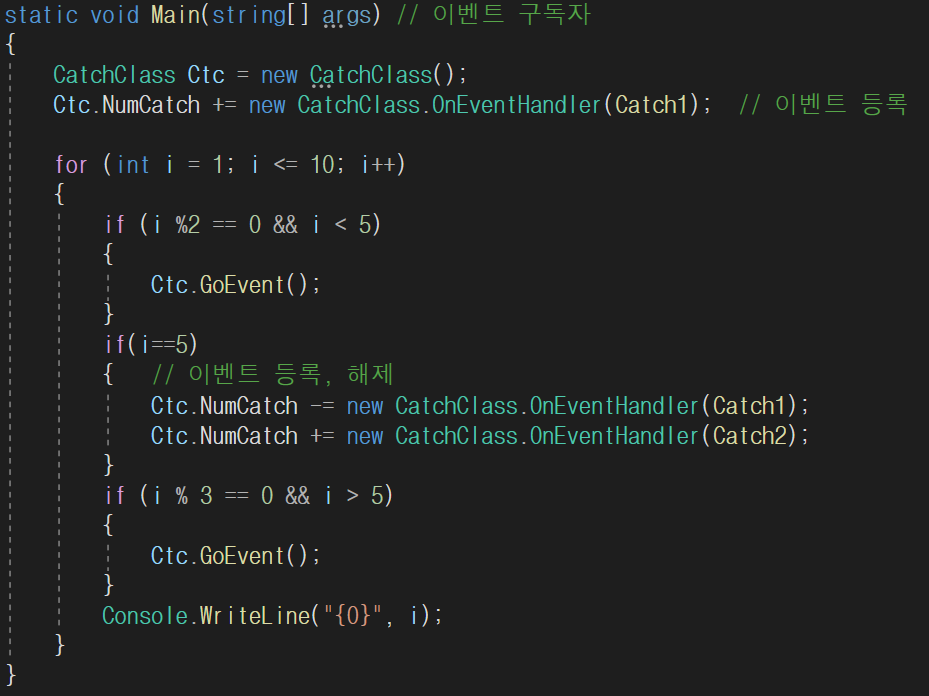 static void Main(string[] args) // 이벤트 구독자
{
CatchClass Ctc = new CatchClass();
Ctc.NumCatch += new CatchClass.OnEventHandler(Catch1);  // 이벤트 등록
for (int i = 1; i <= 10; i++)
{
if (i %2 == 0 && i < 5)
{
Ctc.GoEvent();
}
if(i==5)
{   // 이벤트 등록, 해제
Ctc.NumCatch -= new CatchClass.OnEventHandler(Catch1);
Ctc.NumCatch += new CatchClass.OnEventHandler(Catch2);
}
if (i % 3 == 0 && i > 5)
{
Ctc.GoEvent();
}
Console.WriteLine("{0}", i);
}
}